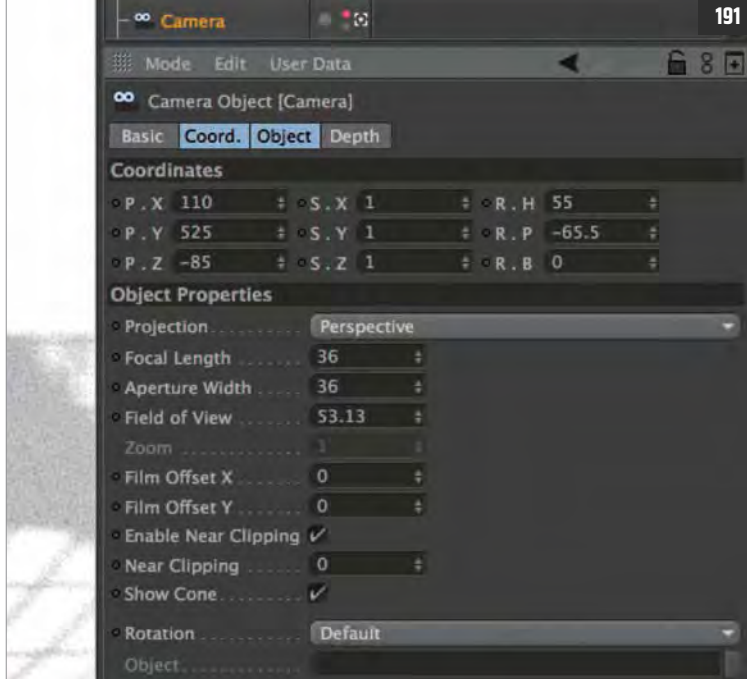 Camera
191
Mode Edit User Data
Camera Object [Camera]
Basic Coord. Object Depth
Coordinates
P . X 110 S . X 1 R . H 55
P . Y 525 S . Y 1 R . P -65.5
P . Z -85 S . Z 1 R . B 0
Object Properties
Projection .......... Perspective
Focal Length ....... 36
Aperture Width ..... 36
Field of View ....... 53.13
Zoom ............... 1
Film Offset X ....... 0
Film Offset Y ....... 0
Enable Near Clipping ✔
Near Clipping ...... 0
Show Cone ......... ✔
Rotation ........... Default
Object .............